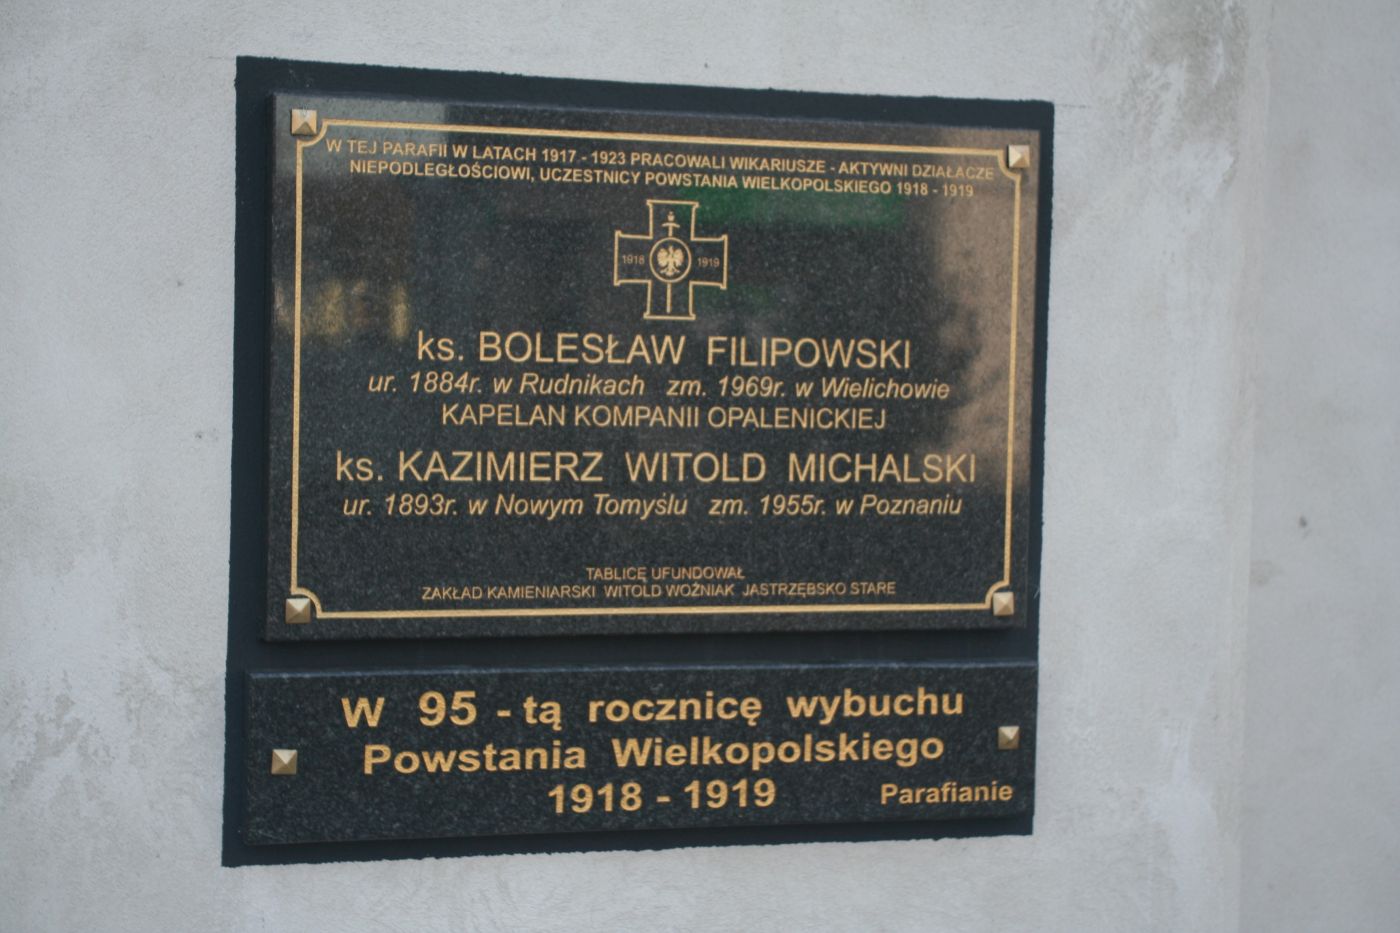 W TEJ PARAFII W LATACH 1917 - 1923 PRACOWALI WIKARIUSZE - AKTYWNI DZIAŁACZE
NIEPODLEGŁOŚCIOWI, UCZESTNICY POWSTANIA WIELKOPOLSKIEGO 1918 - 1919
1918 1919
ks. BOLESŁAW FILIPOWSKI
ur. 1884r. w Rudnikach zm. 1969r. w Wielichowie
KAPELAN KOMPANII OPALENICKIEJ
ks. KAZIMIERZ WITOLD MICHALSKI
ur. 1893r. w Nowym Tomyślu zm. 1955r. w Poznaniu
TABLICĘ UFUNDOWAŁ
ZAKŁAD KAMIENIARSKI WITOLD WOŹNIAK JASTRZĘBSKO STARE
W 95 - tą rocznicę wybuchu
Powstania Wielkopolskiego
1918 - 1919 Parafianie